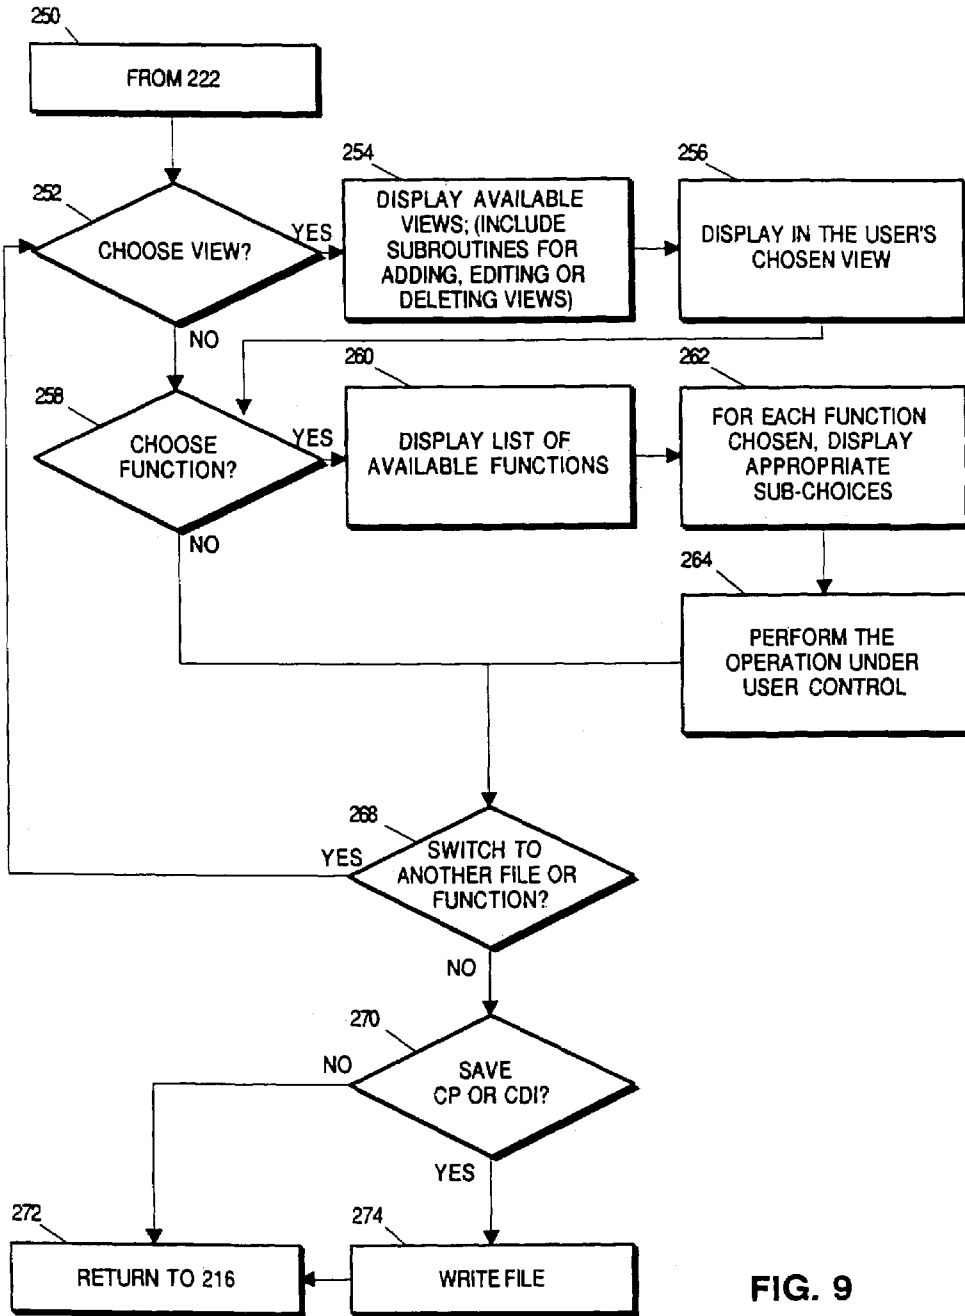 250
FROM 222
252
CHOOSE VIEW?
YES
254
DISPLAY AVAILABLE
VIEWS; (INCLUDE
SUBROUTINES FOR
ADDING, EDITING OR
DELETING VIEWS)
256
DISPLAY IN THE USER'S
CHOSEN VIEW
NO
258
CHOOSE
FUNCTION?
YES
260
DISPLAY LIST OF
AVAILABLE FUNCTIONS
262
FOR EACH FUNCTION
CHOSEN, DISPLAY
APPROPRIATE
SUB-CHOICES
NO
264
PERFORM THE
OPERATION UNDER
USER CONTROL
268
YES
SWITCH TO
ANOTHER FILE OR
FUNCTION?
NO
270
NO
SAVE
CP OR CDI?
YES
272
RETURN TO 216
274
WRITE FILE
FIG. 9